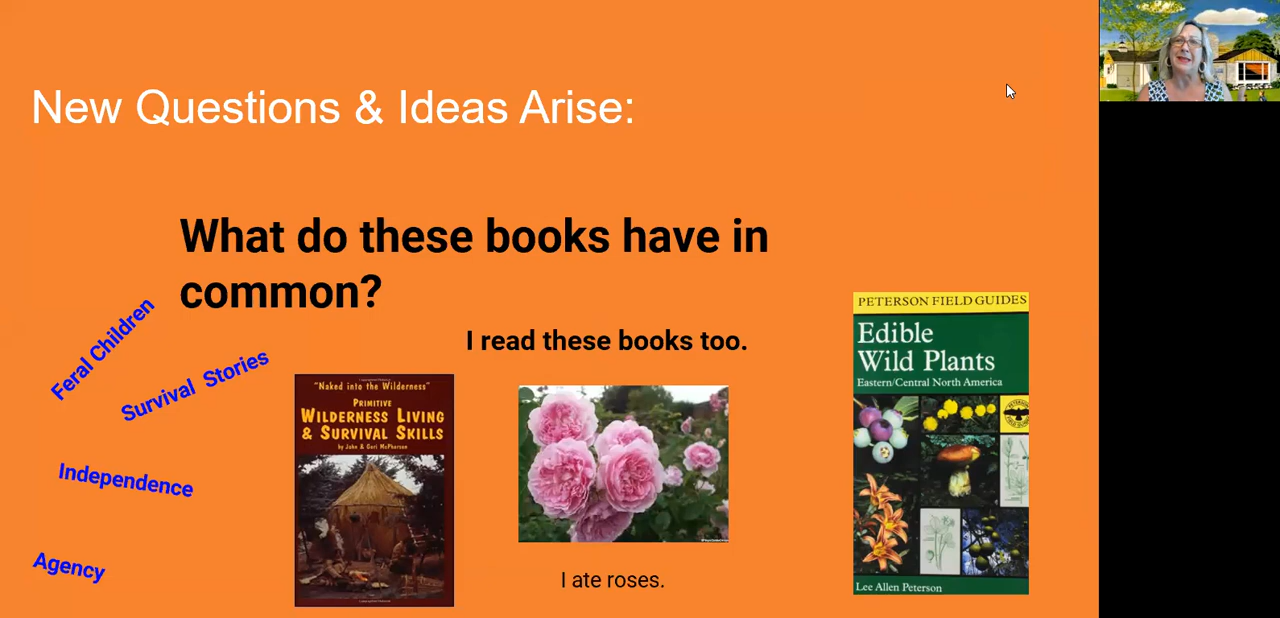 New Questions & Ideas Arise:
What do these books have in
common?
Feral Children
Survival Stories
Independence
Agency
I read these books too.
"Naked into the Wilderness"
PRIMITIVE
WILDERNESS LIVING
& SURVIVAL SKILLS
by John & Geri McPherson
I ate roses.
PETERSON FIELD GUIDES
Edible
Wild Plants
Eastern/Central North America
Lee Allen Peterson